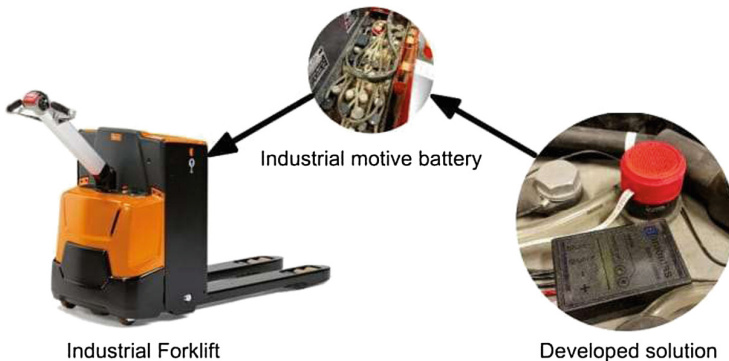 Industrial motive battery
Industrial Forklift
Developed solution